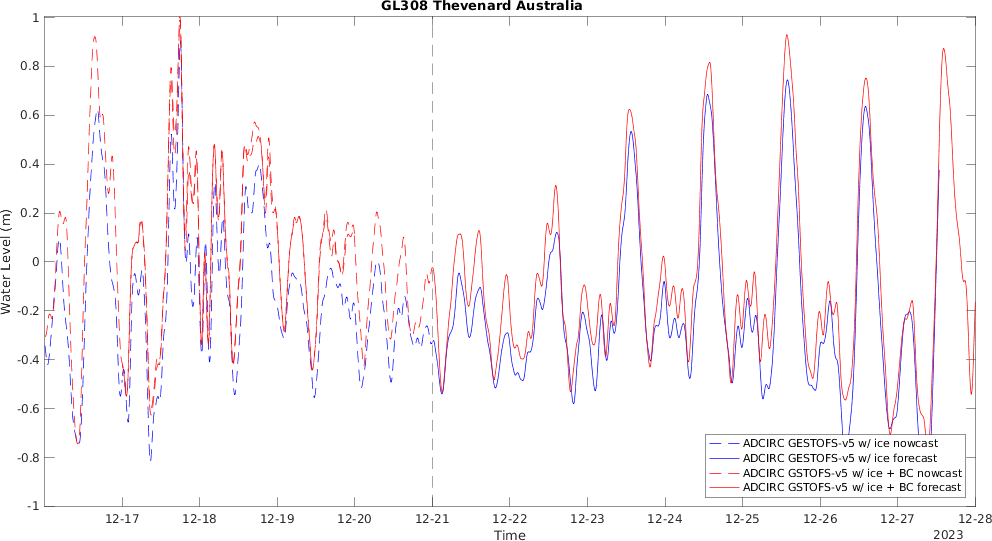 GL308 Thevenard Australia
1
0.8
0.6
0.4
0.2
0
-0.2
-0.4
-0.6
-0.8
-1
Water Level (m)
ADCIRC GESTOFS-v5 w/ ice nowcast
ADCIRC GESTOFS-v5 w/ ice forecast
ADCIRC GSTOFS-v5 w/ ice + BC nowcast
ADCIRC GSTOFS-v5 w/ ice + BC forecast
12-17 12-18 12-19 12-20 12-21 12-22 12-23 12-24 12-25 12-26 12-27 12-28
Time
2023